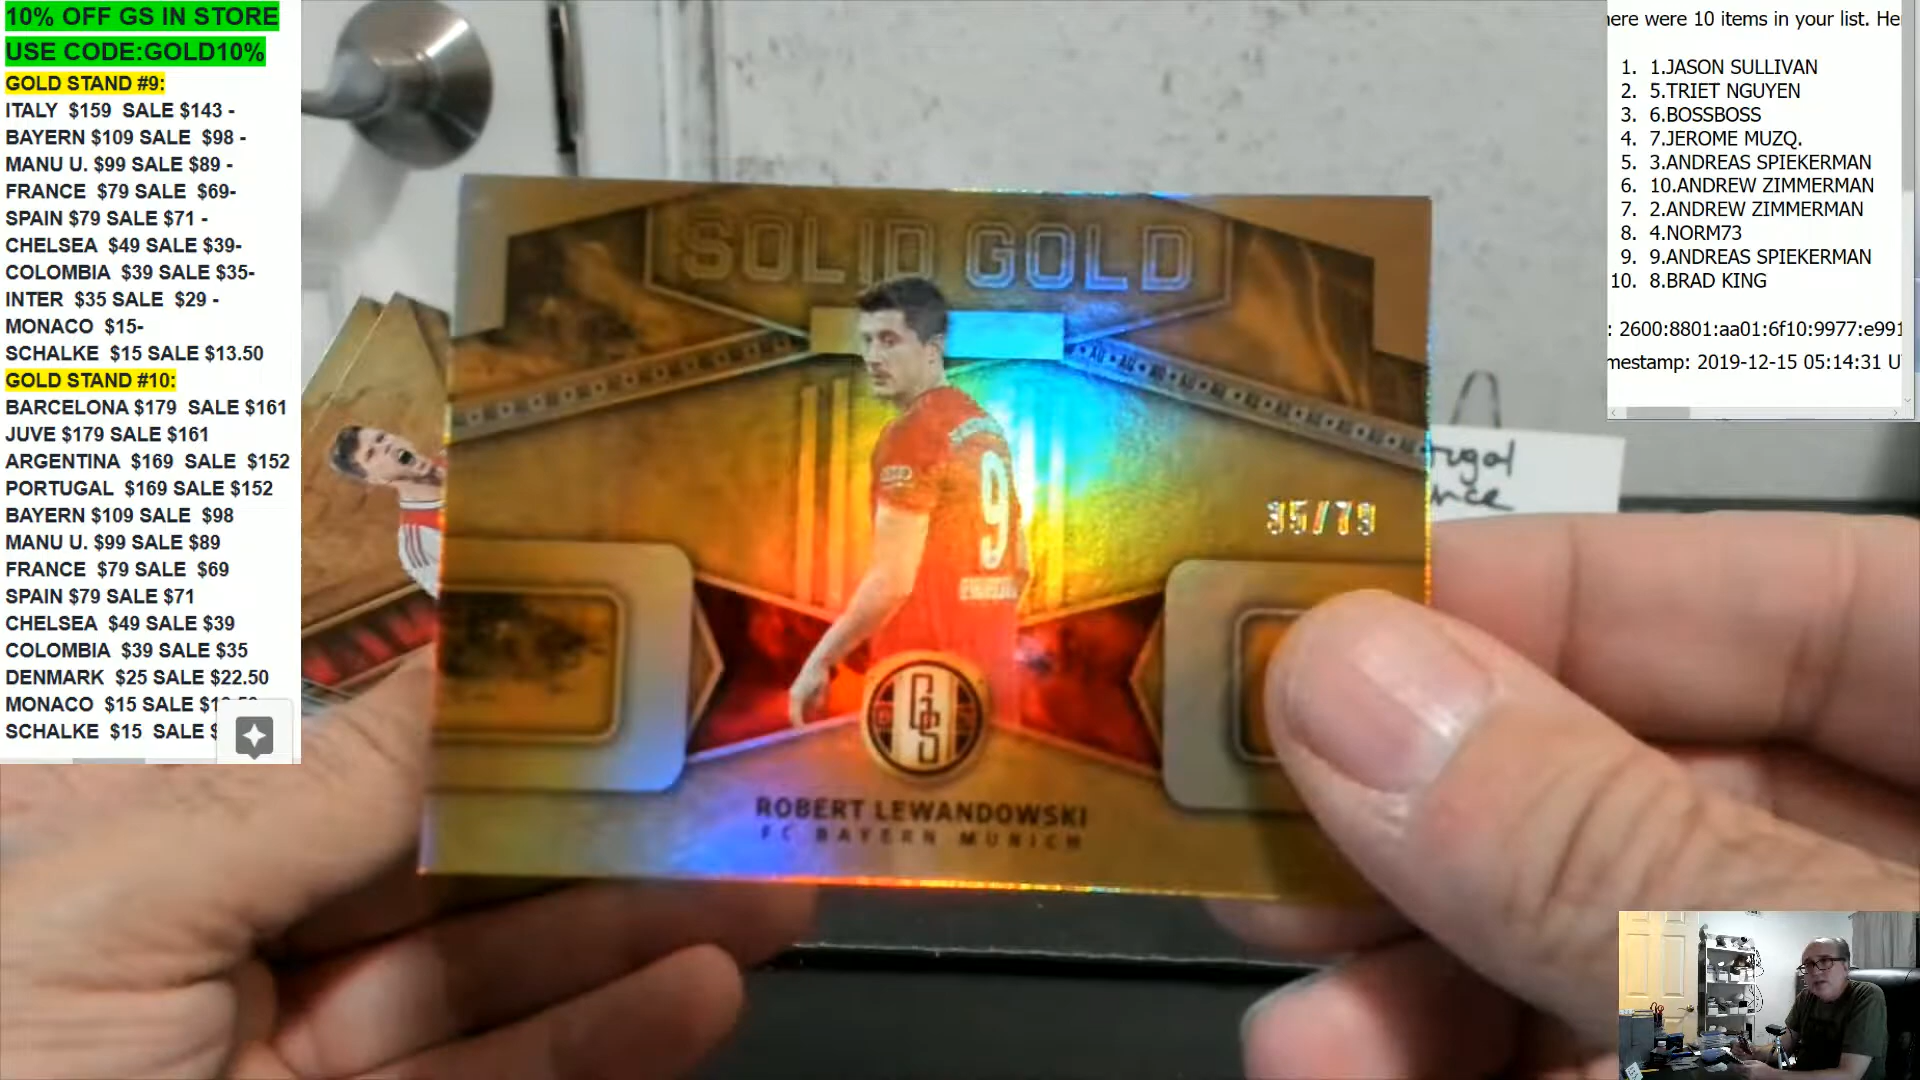 10% OFF GS IN STORE
USE CODE:GOLD10%
GOLD STAND #9:
ITALY $159 SALE $143 -
BAYERN $109 SALE $98 -
MANU U. $99 SALE $89 -
FRANCE $79 SALE $69-
SPAIN $79 SALE $71 -
CHELSEA $49 SALE $39-
COLOMBIA $39 SALE $35-
INTER $35 SALE $29 -
MONACO $15-
SCHALKE $15 SALE $13.50
GOLD STAND #10:
BARCELONA $179 SALE $161
JUVE $179 SALE $161
ARGENTINA $169 SALE $152
PORTUGAL $169 SALE $152
BAYERN $109 SALE $98
MANU U. $99 SALE $89
FRANCE $79 SALE $69
SPAIN $79 SALE $71
CHELSEA $49 SALE $39
COLOMBIA $39 SALE $35
DENMARK $25 SALE $22.50
MONACO $15 SALE
SCHALKE $15 SALE $
SOLID GOLD
9
35/79
GS
ROBERT LEWANDOWSKI
FC BAYERN MUNICH
ere were 10 items in your list. He
1. 1.JASON SULLIVAN
2. 5.TRIET NGUYEN
3. 6.BOSSBOSS
4. 7.JEROME MUZQ.
5. 3.ANDREAS SPIEKERMAN
6. 10.ANDREW ZIMMERMAN
7. 2.ANDREW ZIMMERMAN
8. 4.NORM73
9. 9.ANDREAS SPIEKERMAN
10. 8.BRAD KING
: 2600:8801:aa01:6f10:9977:e991
mestamp: 2019-12-15 05:14:31 U